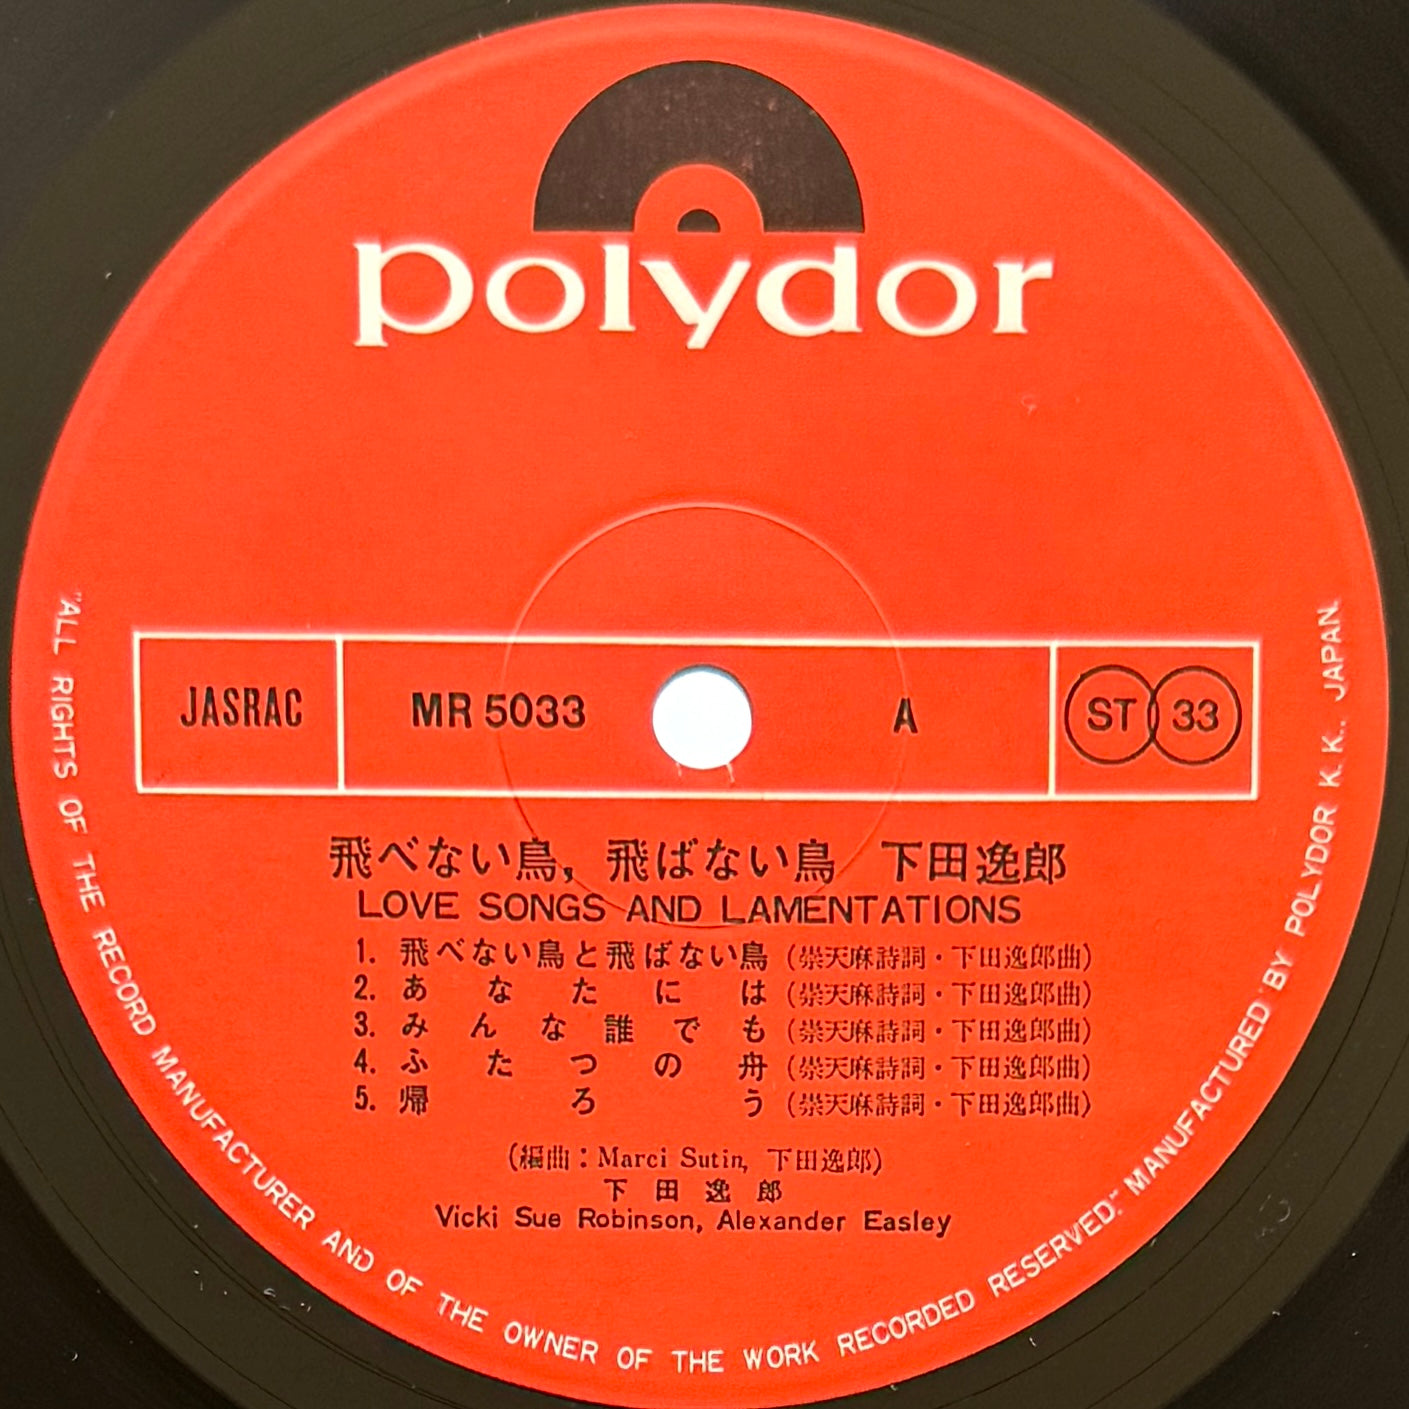 polydor
JASRAC MR 5033 A ST 33
飛べない鳥，飛ばない鳥 下田逸郎
LOVE SONGS AND LAMENTATIONS
1. 飛べない鳥と飛ばない鳥 (崇天麻詩詞・下田逸郎曲)
2. あなたには (崇天麻詩詞・下田逸郎曲)
3. みんな誰でも (崇天麻詩詞・下田逸郎曲)
4. ふたつの舟 (崇天麻詩詞・下田逸郎曲)
5. 帰ろう (崇天麻詩詞・下田逸郎曲)
(編曲：Marci Sutin, 下田逸郎)
下田逸郎
Vicki Sue Robinson, Alexander Easley
"ALL RIGHTS OF THE RECORD MANUFACTURER AND OF THE OWNER OF THE WORK RECORDED RESERVED." MANUFACTURED BY POLYDOR K. K., JAPAN.